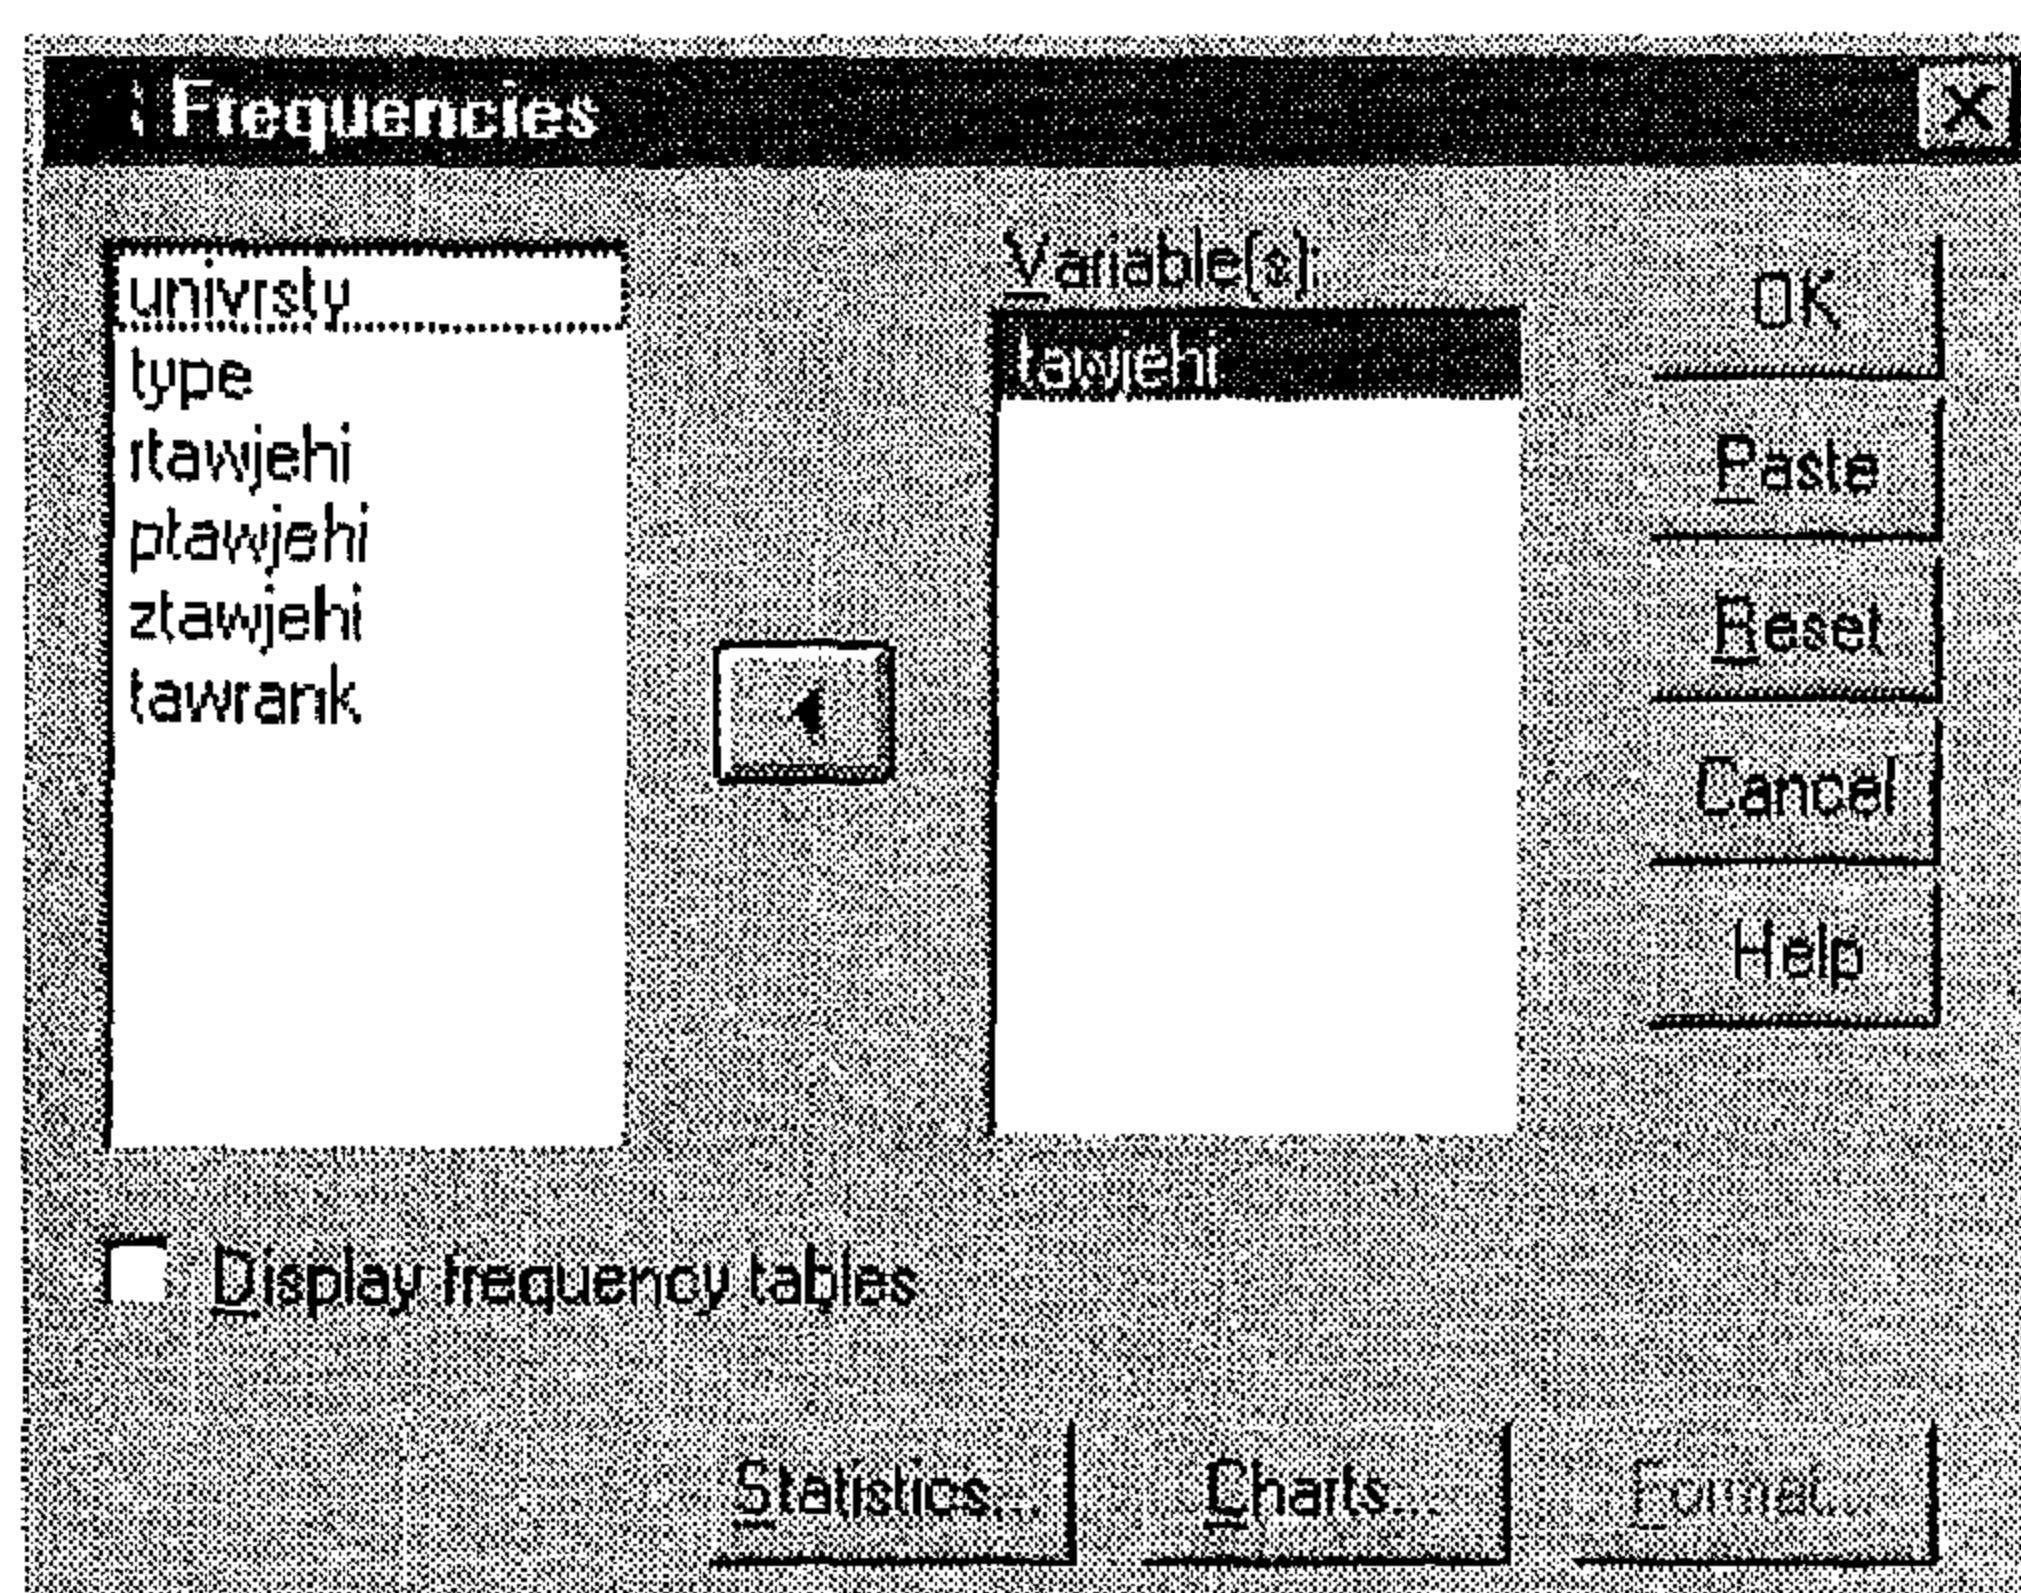 Frequencies
univrsty
type
rtawjehi
ptawjehi
ztawjehi
tawrank
Variable(s):
tawjehi
OK
Paste
Reset
Cancel
Help
Display frequency tables
Statistics...
Charts...
Format...